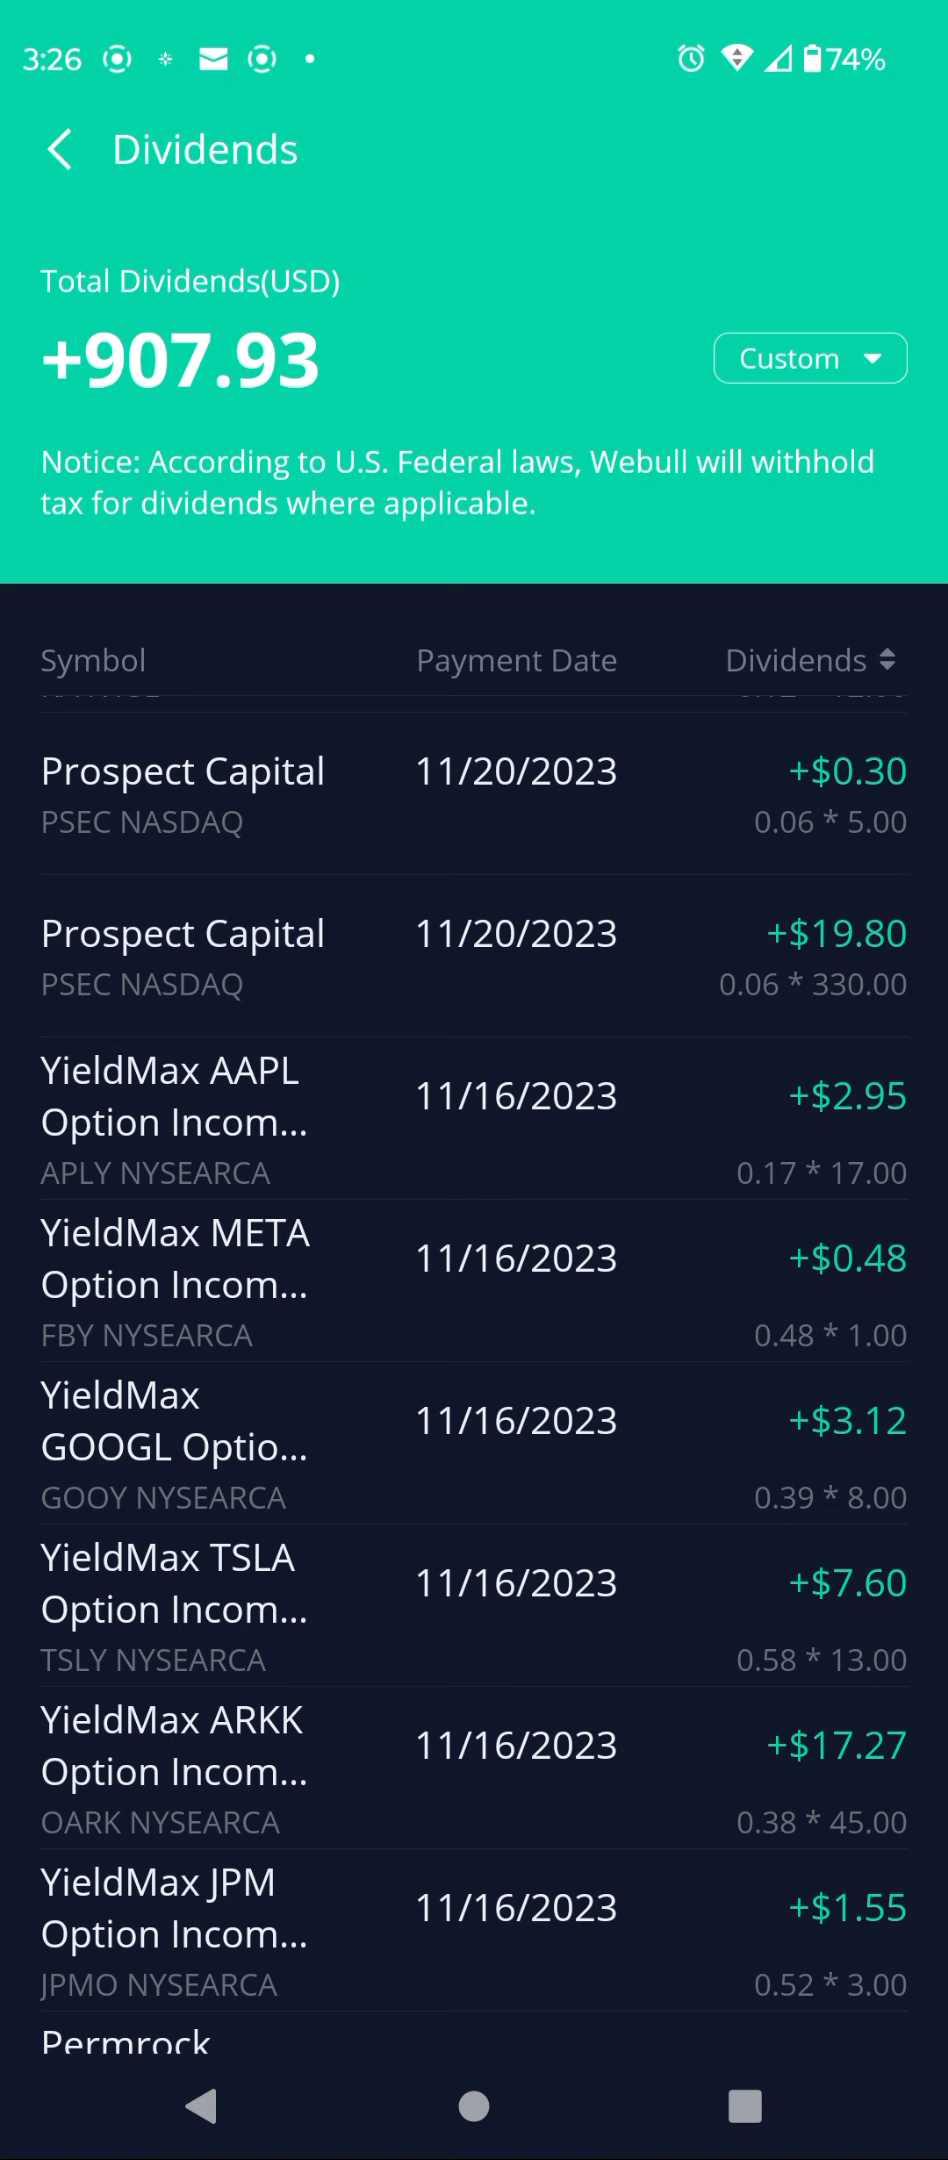 3:26
74%
Dividends
Total Dividends(USD)
+907.93
Custom
Notice: According to U.S. Federal laws, Webull will withhold
tax for dividends where applicable.
Symbol Payment Date Dividends
Prospect Capital 11/20/2023 +$0.30
PSEC NASDAQ 0.06 * 5.00
Prospect Capital 11/20/2023 +$19.80
PSEC NASDAQ 0.06 * 330.00
YieldMax AAPL
Option Incom... 11/16/2023 +$2.95
APLY NYSEARCA 0.17 * 17.00
YieldMax META
Option Incom... 11/16/2023 +$0.48
FBY NYSEARCA 0.48 * 1.00
YieldMax
GOOGL Optio... 11/16/2023 +$3.12
GOOY NYSEARCA 0.39 * 8.00
YieldMax TSLA
Option Incom... 11/16/2023 +$7.60
TSLY NYSEARCA 0.58 * 13.00
YieldMax ARKK
Option Incom... 11/16/2023 +$17.27
OARK NYSEARCA 0.38 * 45.00
YieldMax JPM
Option Incom... 11/16/2023 +$1.55
JPMO NYSEARCA 0.52 * 3.00
Permrock